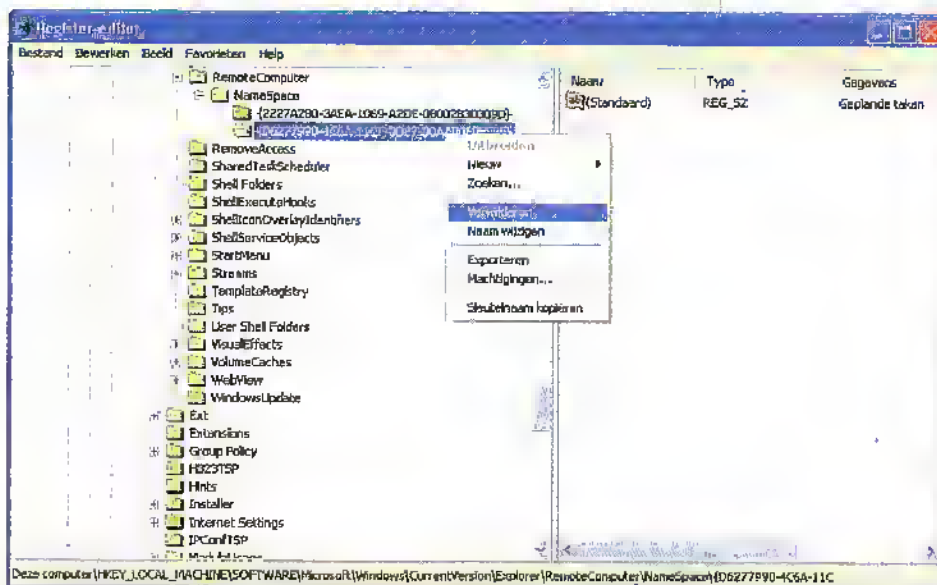 Register-editor
Bestand Bewerken Beeld Favorieten Help
RemoteComputer
NameSpace
{2227A280-3AEA-1069-A2DE-08002B30309D}
RemoveAccess
SharedTaskScheduler
Shell Folders
ShellExecuteHooks
ShellIconOverlayIdentifiers
ShellServiceObjects
StartMenu
Streams
TemplateRegistry
Tips
User Shell Folders
VisualEffects
VolumeCaches
WebView
WindowsUpdate
Ext
Extensions
Group Policy
H323TSP
Hints
Installer
Internet Settings
IPConfTSP
Uitbreiden
Nieuw
Zoeken...
Verwijderen
Naam wijzigen
Exporteren
Machtigingen...
Sleutelnaam kopiëren
Naam Type Gegevens
(Standaard) REG_SZ Geplande taken
Deze computer\HKEY_LOCAL_MACHINE\SOFTWARE\Microsoft\Windows\CurrentVersion\Explorer\RemoteComputer\NameSpace\{D6277990-4C6A-11C